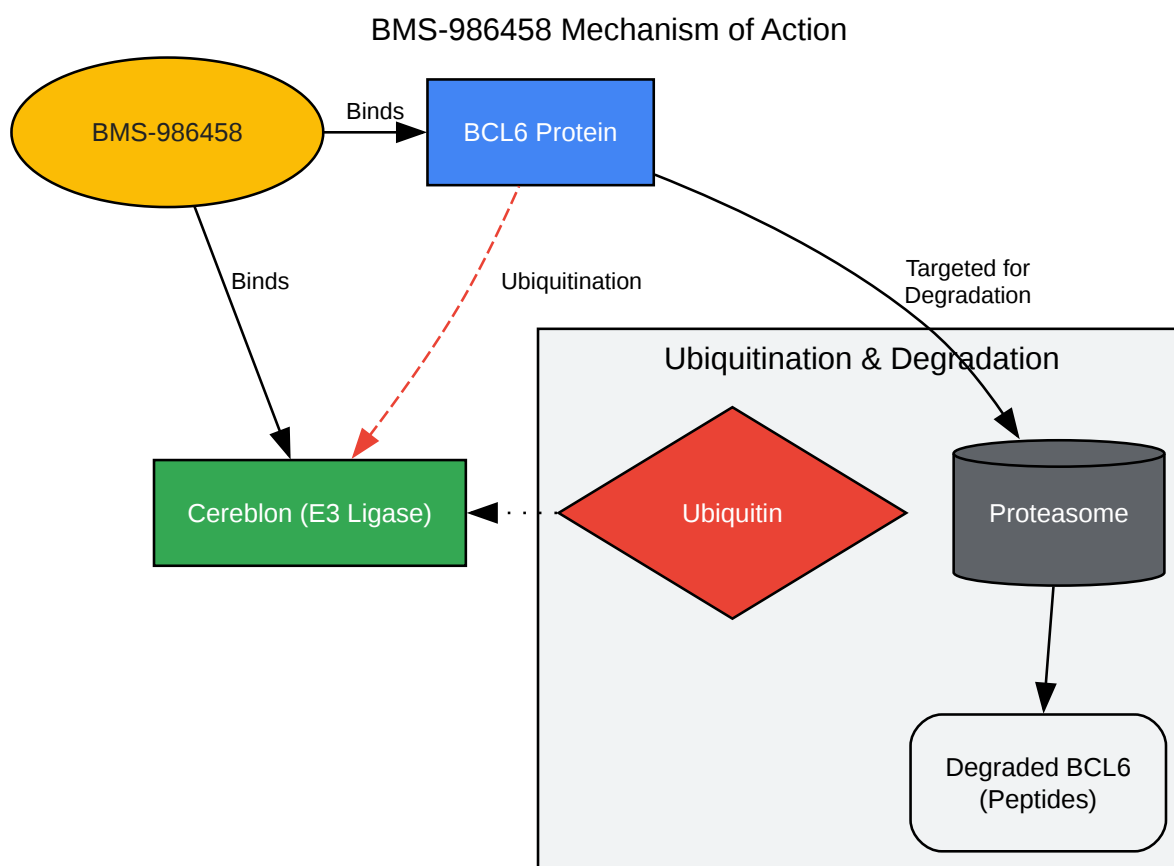 BMS-986458 Mechanism of Action
Binds
BMS-986458
BCL6 Protein
Binds
Ubiquitination
Targeted for
Degradation
Ubiquitination & Degradation
Cereblon (E3 Ligase)
Ubiquitin
Proteasome
Degraded BCL6
(Peptides)